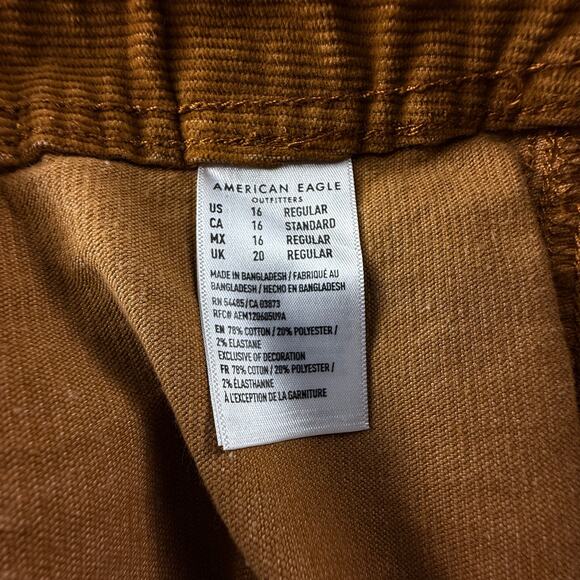 AMERICAN EAGLE
OUTFITTERS
US 16 REGULAR
CA 16 STANDARD
MX 16 REGULAR
UK 20 REGULAR
MADE IN BANGLADESH / FABRIQUÉ AU
BANGLADESH / HECHO EN BANGLADESH
RN 54485 / CA 03873
RFC# AEM120605U9A
EN 78% COTTON / 20% POLYESTER /
2% ELASTANE
EXCLUSIVE OF DECORATION
FR 78% COTON / 20% POLYESTER /
2% ÉLASTHANNE
À L'EXCEPTION DE LA GARNITURE